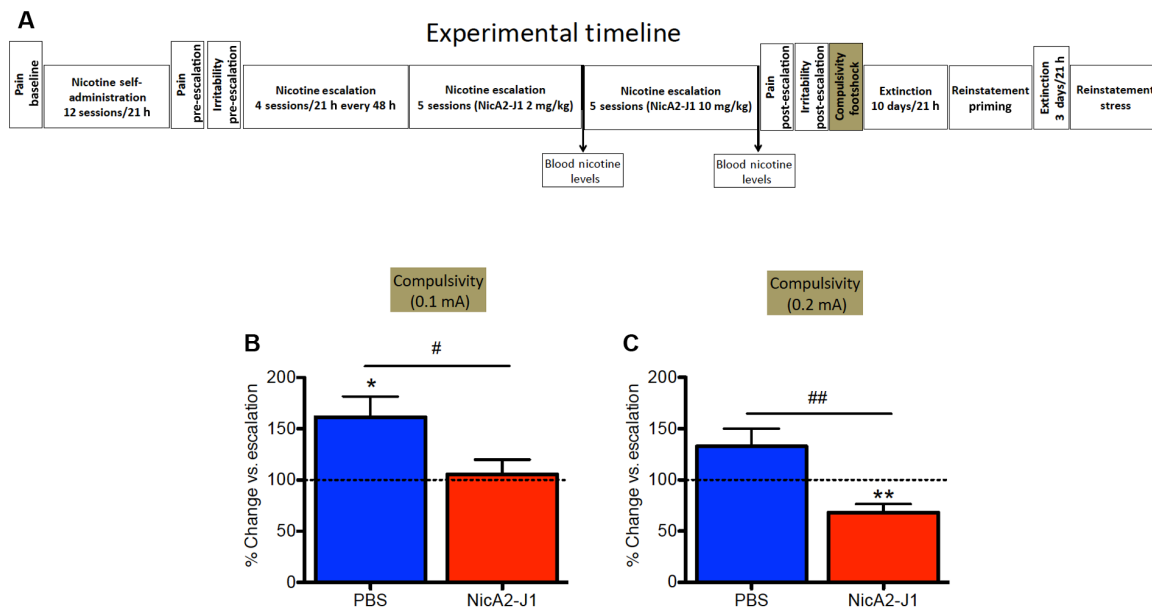 A
Experimental timeline
Pain
baseline
Nicotine self-
administration
12 sessions/21 h
Pain
pre-escalation
Irritability
pre-escalation
Nicotine escalation
4 sessions/21 h every 48 h
Nicotine escalation
5 sessions (NicA2-J1 2 mg/kg)
Nicotine escalation
5 sessions (NicA2-J1 10 mg/kg)
Pain
post-escalation
Irritability
post-escalation
Compulsivity
footshock
Extinction
10 days/21 h
Reinstatement
priming
Extinction
3 days/21 h
Reinstatement
stress
Blood nicotine
levels
Blood nicotine
levels
Compulsivity
(0.1 mA)
Compulsivity
(0.2 mA)
B
#
*
% Change vs. escalation
200
150
100
50
0
PBS
NicA2-J1
C
##
**
% Change vs. escalation
200
150
100
50
0
PBS
NicA2-J1